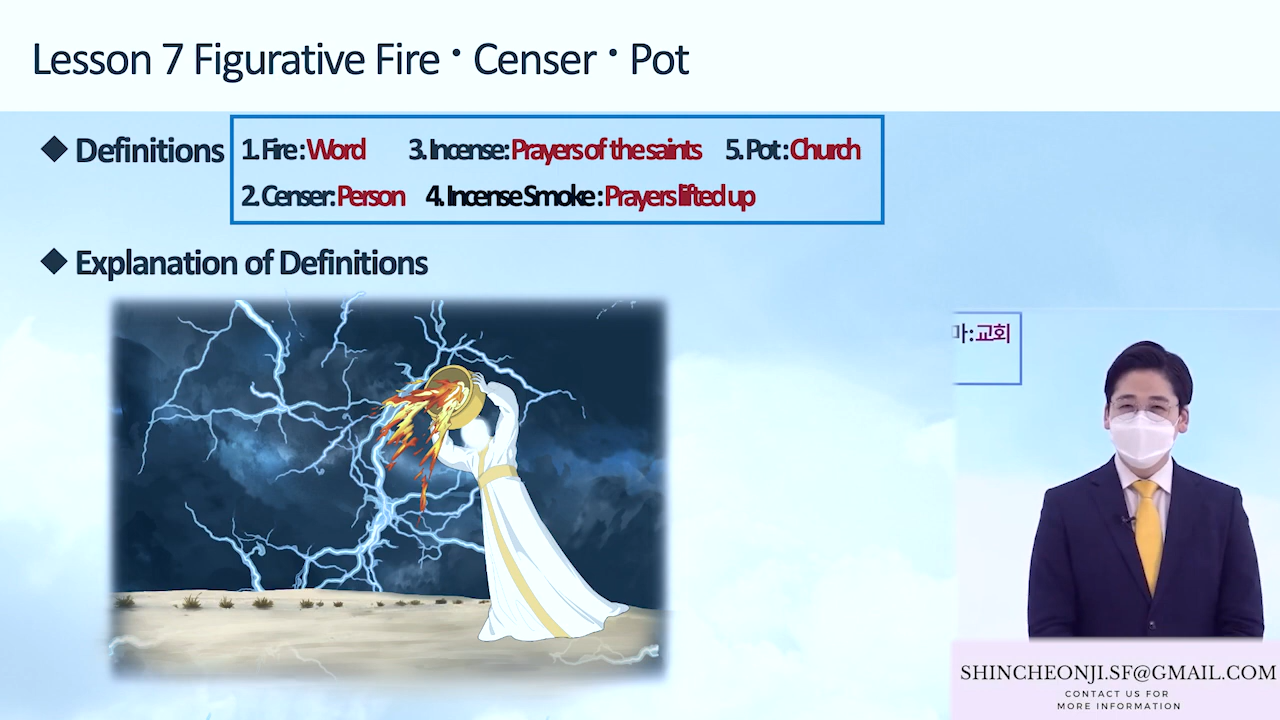 Lesson 7 Figurative Fire · Censer · Pot
◆ Definitions
1. Fire : Word 3. Incense : Prayers of the saints 5. Pot : Church
2. Censer : Person 4. Incense Smoke : Prayers lifted up
◆ Explanation of Definitions
마:교회
SHINCHEONJI.SF@GMAIL.COM
CONTACT US FOR
MORE INFORMATION